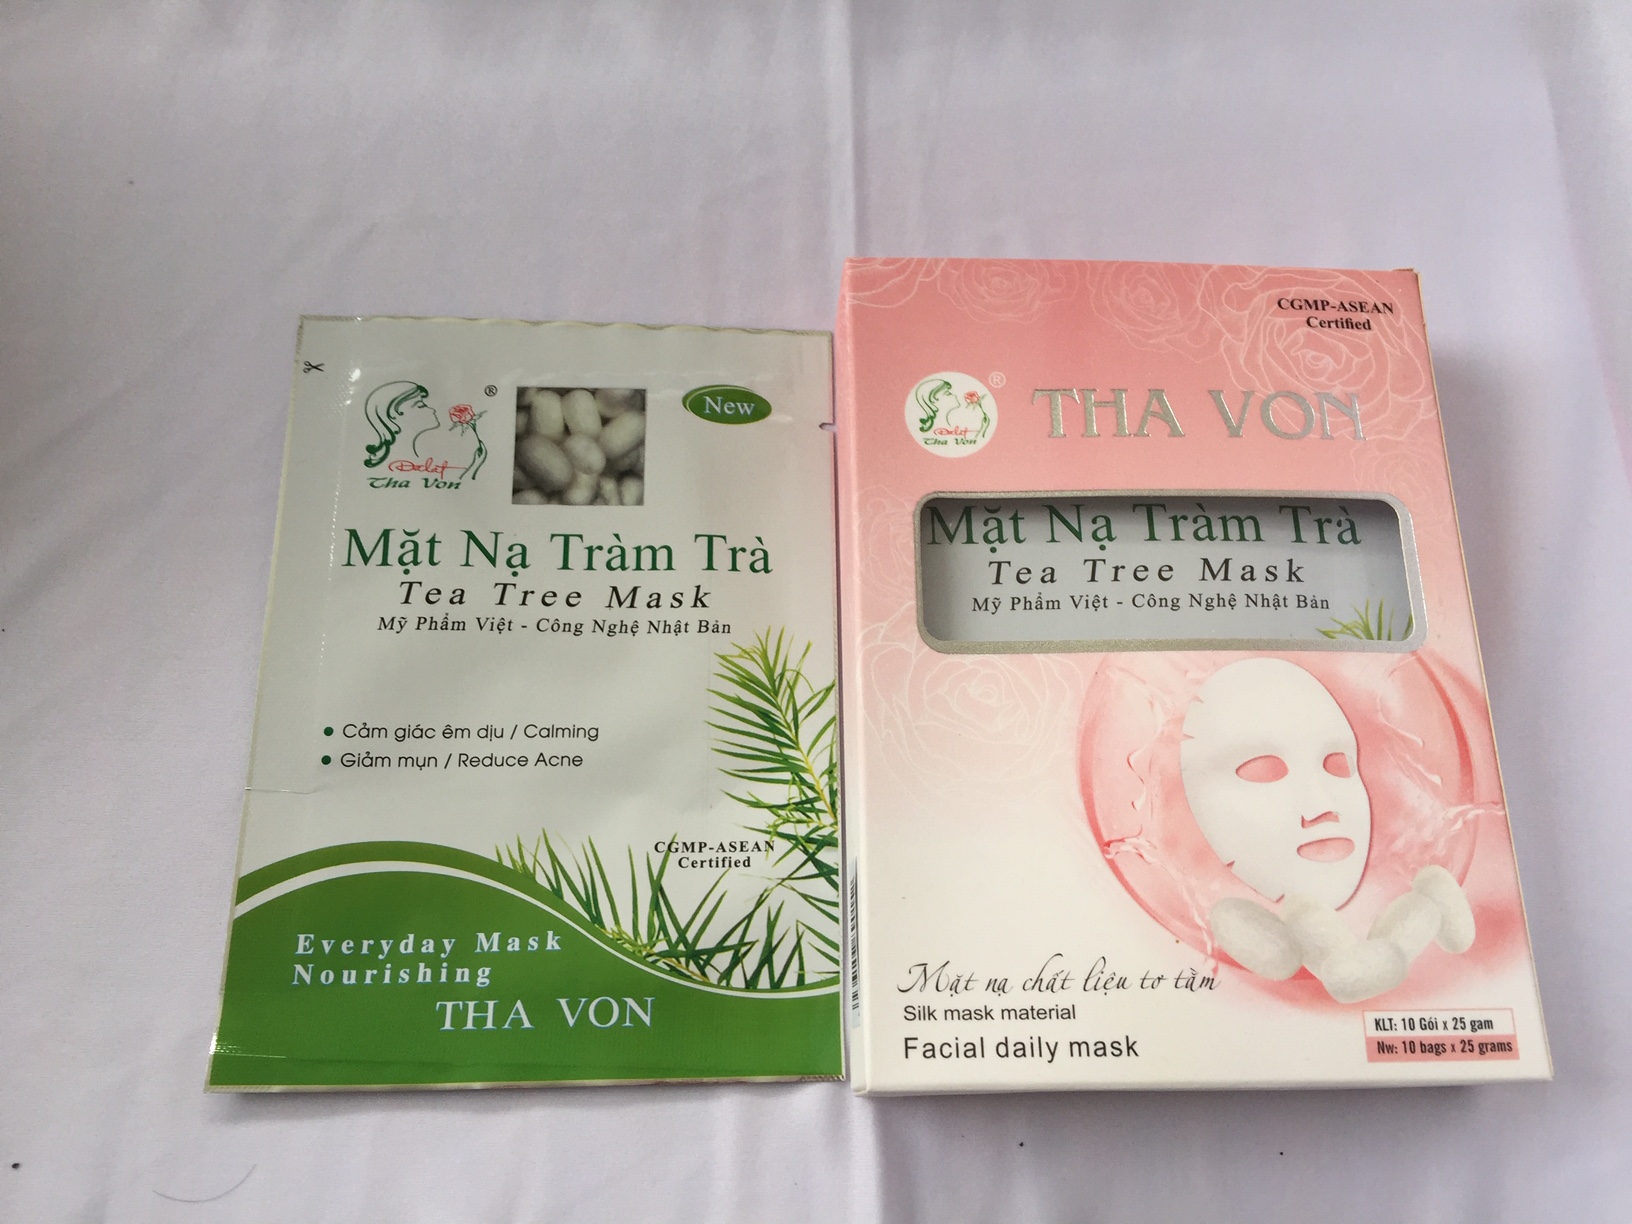 ®
Dalat
Tha Von
New
Mặt Nạ Tràm Trà
Tea Tree Mask
Mỹ Phẩm Việt - Công Nghệ Nhật Bản
• Cảm giác êm dịu / Calming
• Giảm mụn / Reduce Acne
CGMP-ASEAN
Certified
Everyday Mask
Nourishing
THA VON
CGMP-ASEAN
Certified
®
Dalat
Tha Von
THA VON
Mặt Nạ Tràm Trà
Tea Tree Mask
Mỹ Phẩm Việt - Công Nghệ Nhật Bản
Mặt nạ chất liệu tơ tằm
Silk mask material
Facial daily mask
KLT: 10 Gói x 25 gam
Nw: 10 bags x 25 grams